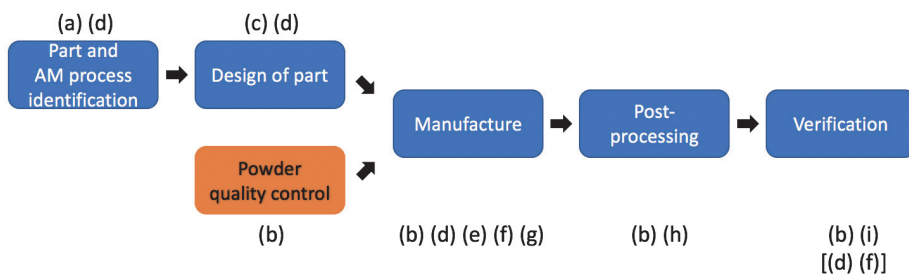 (a) (d)
Part and
AM process
identification
(c) (d)
Design of part
Powder
quality control
(b)
Manufacture
(b) (d) (e) (f) (g)
Post-
processing
(b) (h)
Verification
(b) (i)
[(d) (f)]